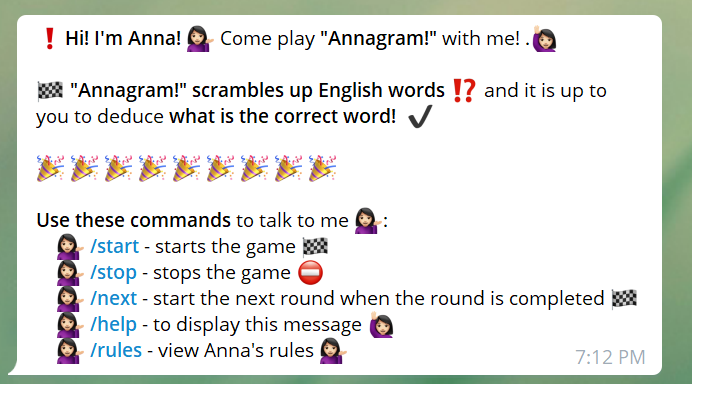 ❗ Hi! I'm Anna! 💁🏻‍♀️ Come play "Annagram!" with me! . 🙋🏻‍♀️
🏁 "Annagram!" scrambles up English words ⁉️ and it is up to
you to deduce what is the correct word! ✔️
🎉🎉🎉🎉🎉🎉🎉🎉🎉
Use these commands to talk to me 💁🏻‍♀️:
💁🏻‍♀️ /start - starts the game 🏁
💁🏻‍♀️ /stop - stops the game ⛔
💁🏻‍♀️ /next - start the next round when the round is completed 🏁
💁🏻‍♀️ /help - to display this message 🙋🏻‍♀️
💁🏻‍♀️ /rules - view Anna's rules 💁🏻‍♀️
7:12 PM